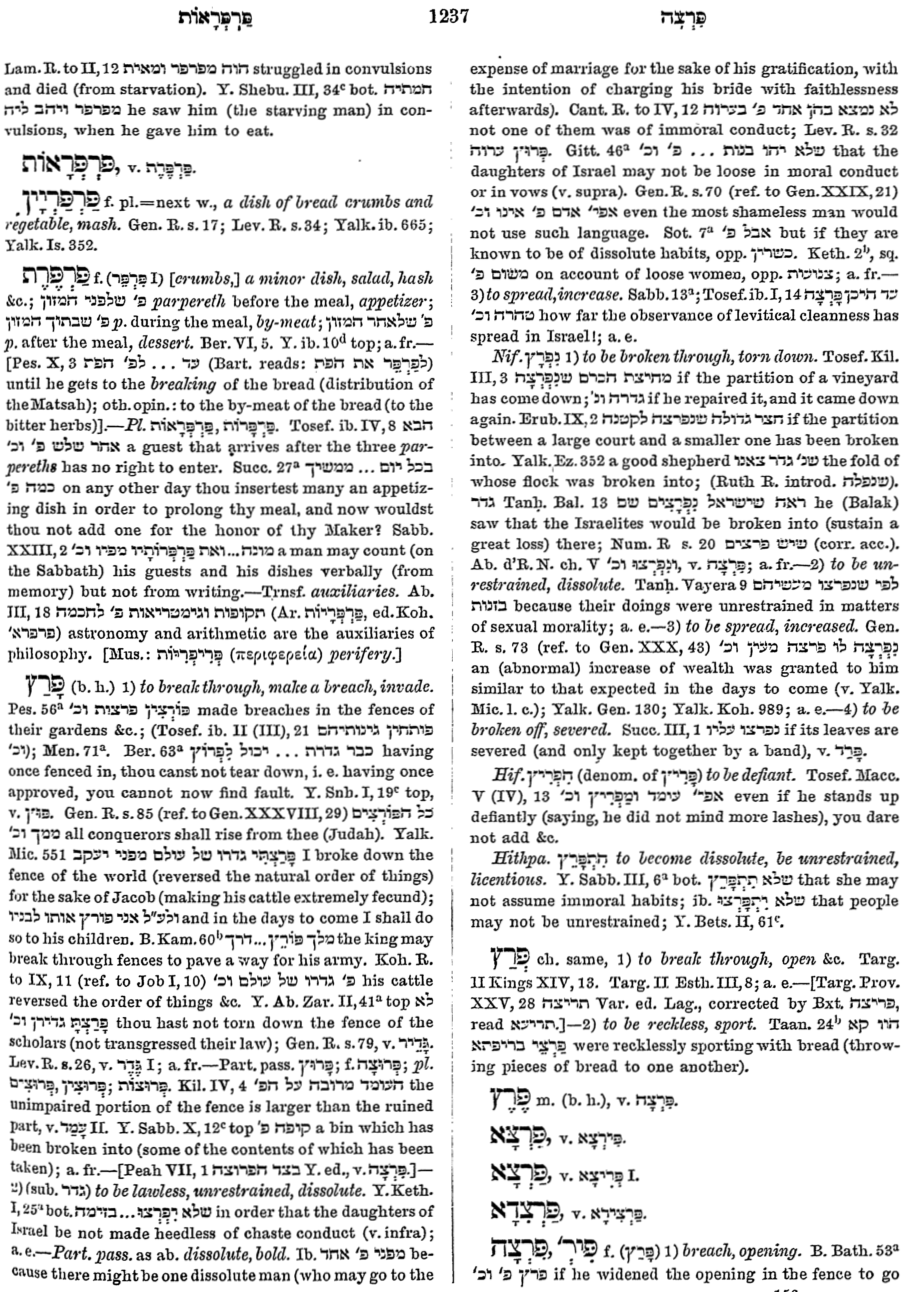 פַּרְפְּרָאוֹת 1237 פִּרְצָה
Lam. R. to II, 12 הוה מפרפר ומאית struggled in convulsions
and died (from starvation). Y. Shebu. III, 34ᶜ bot. חמתיה
מפרפר ויהב ליה he saw him (the starving man) in con-
vulsions, when he gave him to eat.
פַּרְפְּרָאוֹת, v. פַּרְפֶּרֶת.
פַּרְפְּרָיִין f. pl.=next w., a dish of bread crumbs and
vegetable, mash. Gen. R. s. 17; Lev. R. s. 34; Yalk. ib. 665;
Yalk. Is. 352.
פַּרְפֶּרֶת f. (פִּרְפֵּר I) [crumbs,] a minor dish, salad, hash
&c.; פ׳ שלפני המזון parpereth before the meal, appetizer;
פ׳ שבתוך המזון p. during the meal, by-meat; פ׳ שלאחר המזון
p. after the meal, dessert. Ber. VI, 5. Y. ib. 10ᵈ top; a. fr.—
[Pes. X, 3 עד ... לפ׳ הפת (Bart. reads: לְפַרְפֵּר את הפת)
until he gets to the breaking of the bread (distribution of
the Matsah); oth. opin.: to the by-meat of the bread (to the
bitter herbs)].—Pl. פַּרְפָּרוֹת, פַּרְפְּרָאוֹת. Tosef. ib. IV, 8 הבא
אחר שלש פ׳ וכ׳ a guest that arrives after the three par-
pereths has no right to enter. Succ. 27ᵃ בכל יום ... ממשיך
כמה פ׳ on any other day thou insertest many an appetiz-
ing dish in order to prolong thy meal, and now wouldst
thou not add one for the honor of thy Maker? Sabb.
XXIII, 2 מונה...ואת פַּרְפְּרוֹתָיו מפיו וכ׳ a man may count (on
the Sabbath) his guests and his dishes verbally (from
memory) but not from writing.—Trnsf. auxiliaries. Ab.
III, 18 תקופות וגימטריאות פ׳ לחכמה (Ar. פַּרְפְּרָיוֹת, ed. Koh.
פרפרא׳) astronomy and arithmetic are the auxiliaries of
philosophy. [Mus.: פְּרִיפֶּרְיוֹת (περιφερεία) perifery.]
פָּרַץ (b. h.) 1) to break through, make a breach, invade.
Pes. 56ᵃ פורצין פרצות וכ׳ made breaches in the fences of
their gardens &c.; (Tosef. ib. II (III), 21 פותחין גינותיהם
וכ׳); Men. 71ᵃ. Ber. 63ᵃ כבר גדרת ... יכול לִפְרוֹץ having
once fenced in, thou canst not tear down, i. e. having once
approved, you cannot now find fault. Y. Snh. I, 19ᶜ top,
v. פּוּץ. Gen. R. s. 85 (ref. to Gen. XXXVIII, 29) כל הפורצים
ממך וכ׳ all conquerors shall rise from thee (Judah). Yalk.
Mic. 551 פָּרַצְתִּי גדרו של עולם מפני יעקב I broke down the
fence of the world (reversed the natural order of things)
for the sake of Jacob (making his cattle extremely fecund);
ולע״ל אני פורץ אותו לבניו and in the days to come I shall do
so to his children. B. Kam. 60ᵇ מלך פורץ...דרך the king may
break through fences to pave a way for his army. Koh. R.
to IX, 11 (ref. to Job I, 10) פ׳ גדרו של עולם וכ׳ his cattle
reversed the order of things &c. Y. Ab. Zar. II, 41ᵃ top לא
פרצתָּ גדירן וכ׳ thou hast not torn down the fence of the
scholars (not transgressed their law); Gen. R. s. 79, v. גָּדֵיר.
Lev. R. s. 26, v. גָּדֵר I; a. fr.—Part. pass. פָּרוּץ; f. פְּרוּצָה; pl.
פְּרוּצִים, פְּרוּצִין; פְּרוּצוֹת. Kil. IV, 4 העומד מרובה על הפ׳ the
unimpaired portion of the fence is larger than the ruined
part, v. עָמַד II. Y. Sabb. X, 12ᶜ top קופה פ׳ a bin which has
been broken into (some of the contents of which has been
taken); a. fr.—[Peah VII, 1 בצד הפרוצה Y. ed., v. פִּרְצָה.]—
2) (sub. גדר) to be lawless, unrestrained, dissolute. Y. Keth.
I, 25ᵃ bot. שלא יפרצו...בזימה in order that the daughters of
Israel be not made heedless of chaste conduct (v. infra);
a. e.—Part. pass. as ab. dissolute, bold. Ib. מפני פ׳ אחד be-
cause there might be one dissolute man (who may go to the
expense of marriage for the sake of his gratification, with
the intention of charging his bride with faithlessness
afterwards). Cant. R. to IV, 12 לא נמצא בהן אחד פ׳ בערוה
not one of them was of immoral conduct; Lev. R. s. 32
פרוץ ערוה. Gitt. 46ᵃ שלא יהו בנות ... פ׳ וכ׳ that the
daughters of Israel may not be loose in moral conduct
or in vows (v. supra). Gen. R. s. 70 (ref. to Gen. XXIX, 21)
אפי׳ אדם פ׳ אינו וכ׳ even the most shameless man would
not use such language. Sot. 7ᵃ אבל פ׳ but if they are
known to be of dissolute habits, opp. כשרין. Keth. 2ᵇ, sq.
משום פ׳ on account of loose women, opp. צנועות; a. fr.—
3) to spread, increase. Sabb. 13ᵃ; Tosef. ib. I, 14 עד היכן פָּרְצָה
טהרה וכ׳ how far the observance of levitical cleanness has
spread in Israel!; a. e.
Nif. נִפְרָץ 1) to be broken through, torn down. Tosef. Kil.
III, 3 מחיצת הכרם שנִפְרְצָה if the partition of a vineyard
has come down; גדרה ונ׳ if he repaired it, and it came down
again. Erub. IX, 2 חצר גדולה שנפרצה לקטנה if the partition
between a large court and a smaller one has been broken
into. Yalk. Ez. 352 a good shepherd שנ׳ גדר צאנו the fold of
whose flock was broken into; (Ruth R. introd. שנפלה).
Tanḥ. Bal. 13 ראה שישראל נִפְרָצִים שם גדר he (Balak)
saw that the Israelites would be broken into (sustain a
great loss) there; Num. R s. 20 שיש פרצים (corr. acc.).
Ab. d'R. N. ch. V ונִפְרְצוּ וכ׳, v. פִּרְצָה; a. fr.—2) to be un-
restrained, dissolute. Tanḥ. Vayera 9 לפי שנפרצו מעשיהם
בזנות because their doings were unrestrained in matters
of sexual morality; a. e.—3) to be spread, increased. Gen.
R. s. 73 (ref. to Gen. XXX, 43) נִפְרְצָה לו פרצה מעין וכ׳
an (abnormal) increase of wealth was granted to him
similar to that expected in the days to come (v. Yalk.
Mic. l. c.); Yalk. Gen. 130; Yalk. Koh. 989; a. e.—4) to be
broken off, severed. Succ. III, 1 נפרצו עליו if its leaves are
severed (and only kept together by a band), v. פָּרַד.
Hif. הִפְרִיץ (denom. of פָּרִיץ) to be defiant. Tosef. Macc.
V (IV), 13 אפי׳ עומד ומַפְרִיץ וכ׳ even if he stands up
defiantly (saying, he did not mind more lashes), you dare
not add &c.
Hithpa. הִתְפָּרֵץ to become dissolute, be unrestrained,
licentious. Y. Sabb. III, 6ᵃ bot. שלא תִתְפָּרֵץ that she may
not assume immoral habits; ib. שלא יִתְפָּרְצוּ that people
may not be unrestrained; Y. Bets. II, 61ᶜ.
פְּרַץ ch. same, 1) to break through, open &c. Targ.
II Kings XIV, 13. Targ. II Esth. III, 8; a. e.—[Targ. Prov.
XXV, 28 תריצה Var. ed. Lag., corrected by Bxt. פריצה,
read תריעא.]—2) to be reckless, sport. Taan. 24ᵇ הוו קא
פָּרְצֵי בריפתא were recklessly sporting with bread (throw-
ing pieces of bread to one another).
פֶּרֶץ m. (b. h.), v. פִּרְצָה.
פִּרְצָא, v. פִּירְצָא.
פַּרְצָא, v. פְּרִיצָא I.
פַּרְצִדָא, v. פַּרְצִידָא.
פִּרְצָה, פִּיר׳ f. (פָּרַץ) 1) breach, opening. B. Bath. 53ᵃ
פרץ פ׳ וכ׳ if he widened the opening in the fence to go